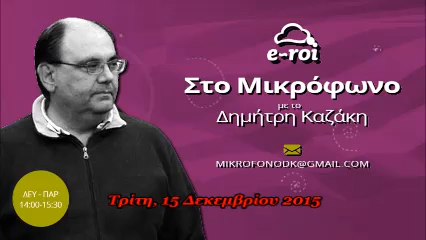 e-roi
Στο Μικρόφωνο
με το
Δημήτρη Καζάκη
MIKROFONODK@GMAIL.COM
ΔΕΥ - ΠΑΡ
14:00-15:30
Τρίτη, 15 Δεκεμβρίου 2015